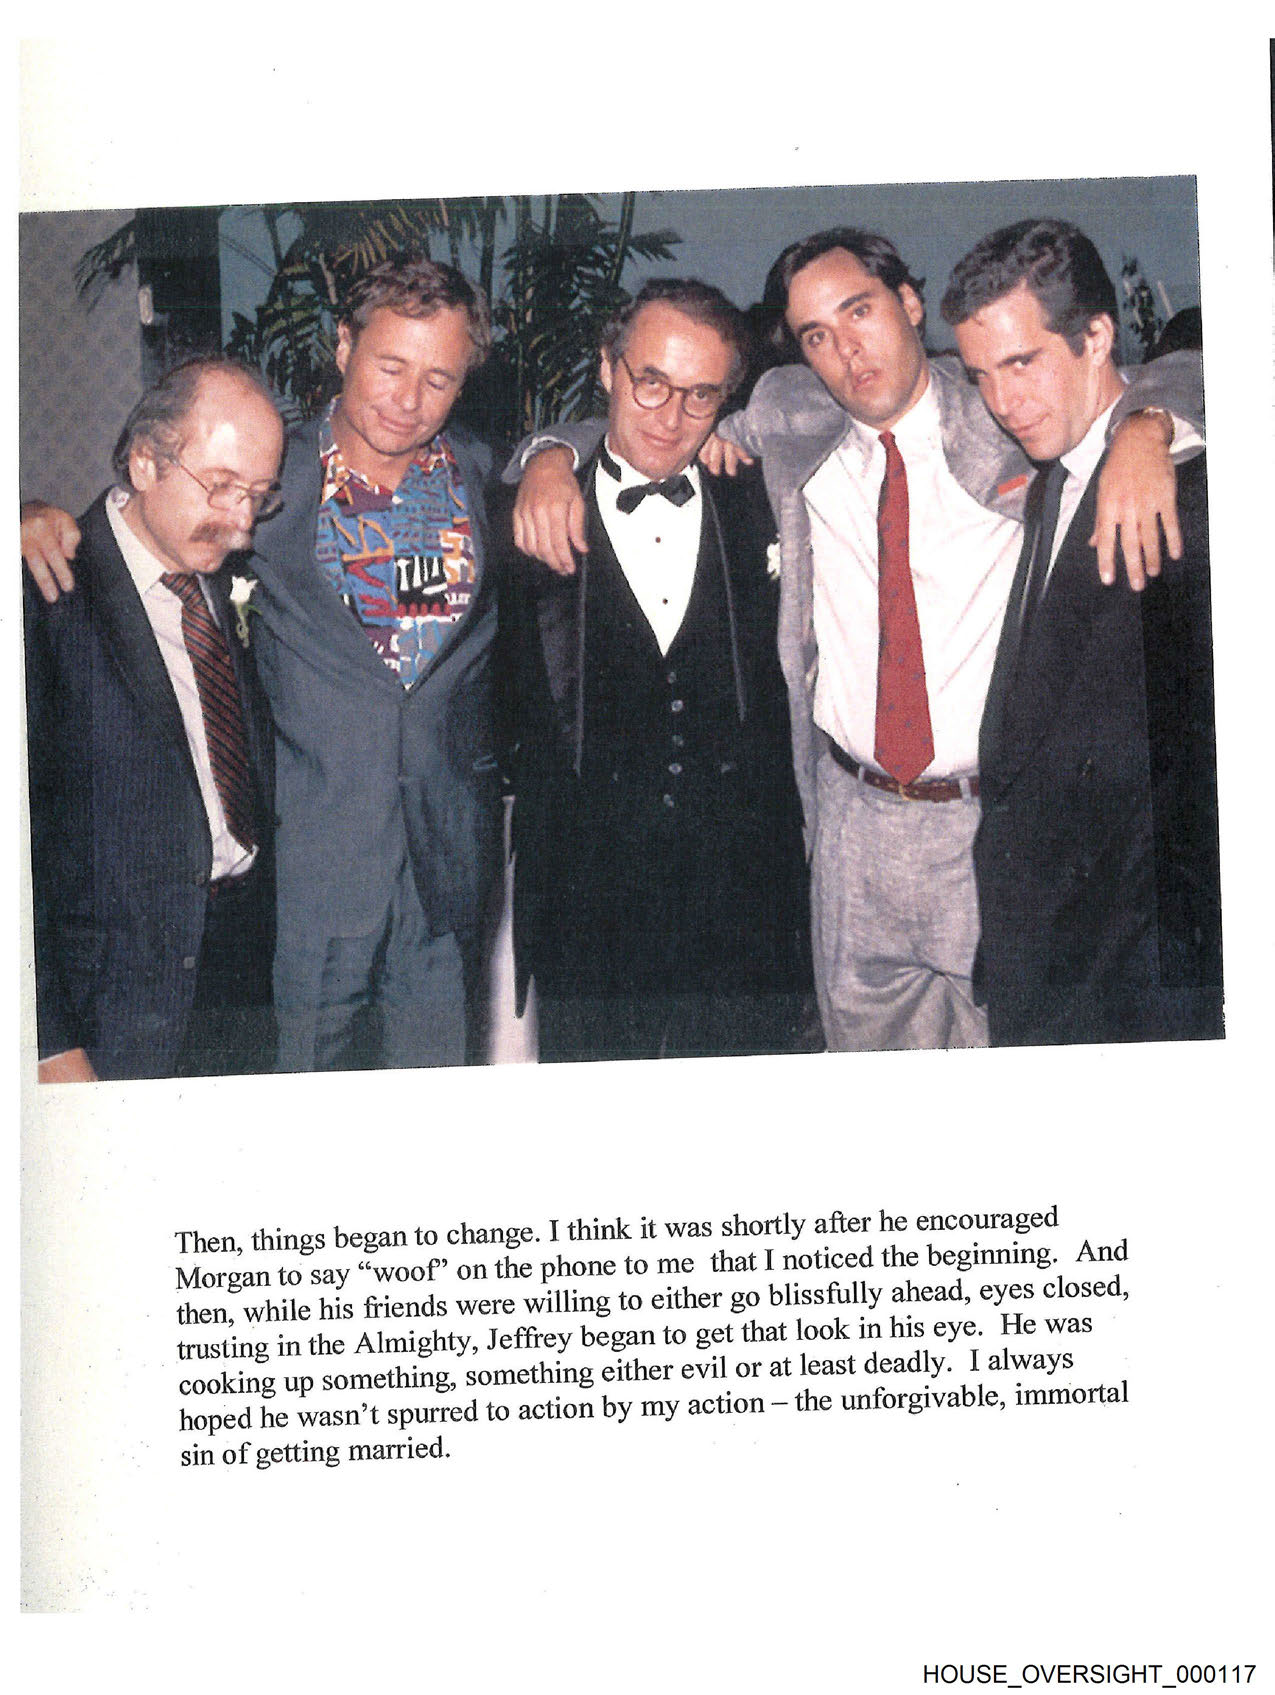 Then, things began to change. I think it was shortly after he encouraged
Morgan to say “woof” on the phone to me that I noticed the beginning. And
then, while his friends were willing to either go blissfully ahead, eyes closed,
trusting in the Almighty, Jeffrey began to get that look in his eye. He was
cooking up something, something either evil or at least deadly. I always
hoped he wasn’t spurred to action by my action – the unforgivable, immortal
sin of getting married.
HOUSE_OVERSIGHT_000117